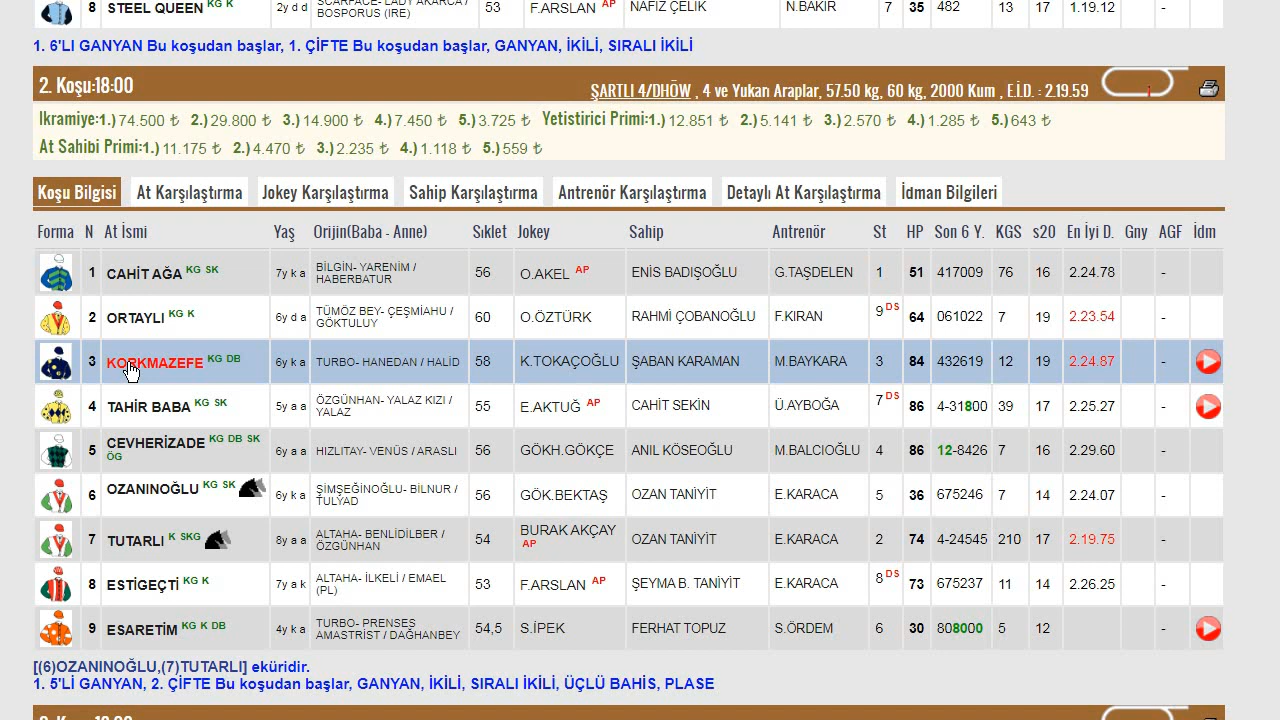 8 STEEL QUEEN KG K 2y d d SCARFACE- LADY AKARCA / BOSPORUS (IRE) 53 F.ARSLAN AP NAFİZ ÇELİK N.BAKIR 7 35 482 13 17 1.19.12 -
1. 6'LI GANYAN Bu koşudan başlar, 1. ÇİFTE Bu koşudan başlar, GANYAN, İKİLİ, SIRALI İKİLİ
2. Koşu:18:00
ŞARTLI 4/DHÖW , 4 ve Yukarı Araplar, 57.50 kg, 60 kg, 2000 Kum , E.İ.D. : 2.19.59
Ikramiye:1.) 74.500 ₺ 2.) 29.800 ₺ 3.) 14.900 ₺ 4.) 7.450 ₺ 5.) 3.725 ₺ Yetistirici Primi:1.) 12.851 ₺ 2.) 5.141 ₺ 3.) 2.570 ₺ 4.) 1.285 ₺ 5.) 643 ₺
At Sahibi Primi:1.) 11.175 ₺ 2.) 4.470 ₺ 3.) 2.235 ₺ 4.) 1.118 ₺ 5.) 559 ₺
Koşu Bilgisi At Karşılaştırma Jokey Karşılaştırma Sahip Karşılaştırma Antrenör Karşılaştırma Detaylı At Karşılaştırma İdman Bilgileri
Forma N At İsmi Yaş Orijin(Baba - Anne) Sıklet Jokey Sahip Antrenör St HP Son 6 Y. KGS s20 En İyi D. Gny AGF İdm
1 CAHİT AĞA KG SK 7y k a BİLGİN- YARENİM / HABERBATUR 56 O.AKEL AP ENİS BADIŞOĞLU G.TAŞDELEN 1 51 417009 76 16 2.24.78 -
2 ORTAYLI KG K 6y d a TÜMÖZ BEY- ÇEŞMİAHU / GÖKTULUY 60 O.ÖZTÜRK RAHMİ ÇOBANOĞLU F.KIRAN 9 DS 64 061022 7 19 2.23.54 -
3 KORKMAZEFE KG DB 6y k a TURBO- HANEDAN / HALİD 58 K.TOKAÇOĞLU ŞABAN KARAMAN M.BAYKARA 3 84 432619 12 19 2.24.87 -
4 TAHİR BABA KG SK 5y a a ÖZGÜNHAN- YALAZ KIZI / YALAZ 55 E.AKTUĞ AP CAHİT SEKİN Ü.AYBOĞA 7 DS 86 4-31800 39 17 2.25.27 -
5 CEVHERİZADE KG DB SK ÖG 6y a a HIZLITAY- VENÜS / ARASLI 56 GÖKH.GÖKÇE ANIL KÖSEOĞLU M.BALCIOĞLU 4 86 12-8426 7 16 2.29.60 -
6 OZANINOĞLU KG SK 6y k a ŞİMŞEĞİNOĞLU- BİLNUR / TULYAD 56 GÖK.BEKTAŞ OZAN TANİYİT E.KARACA 5 36 675246 7 14 2.24.07 -
7 TUTARLI K SKG 8y a a ALTAHA- BENLİDİLBER / ÖZGÜNHAN 54 BURAK AKÇAY AP OZAN TANİYİT E.KARACA 2 74 4-24545 210 17 2.19.75 -
8 ESTİGEÇTİ KG K 7y a k ALTAHA- İLKELİ / EMAEL (PL) 53 F.ARSLAN AP ŞEYMA B. TANİYİT E.KARACA 8 DS 73 675237 11 14 2.26.25 -
9 ESARETİM KG K DB 4y k a TURBO- PRENSES AMASTRİST / DAĞHANBEY 54,5 S.İPEK FERHAT TOPUZ S.ÖRDEM 6 30 808000 5 12 -
[(6)OZANINOĞLU,(7)TUTARLI] eküridir.
1. 5'Lİ GANYAN, 2. ÇİFTE Bu koşudan başlar, GANYAN, İKİLİ, SIRALI İKİLİ, ÜÇLÜ BAHİS, PLASE